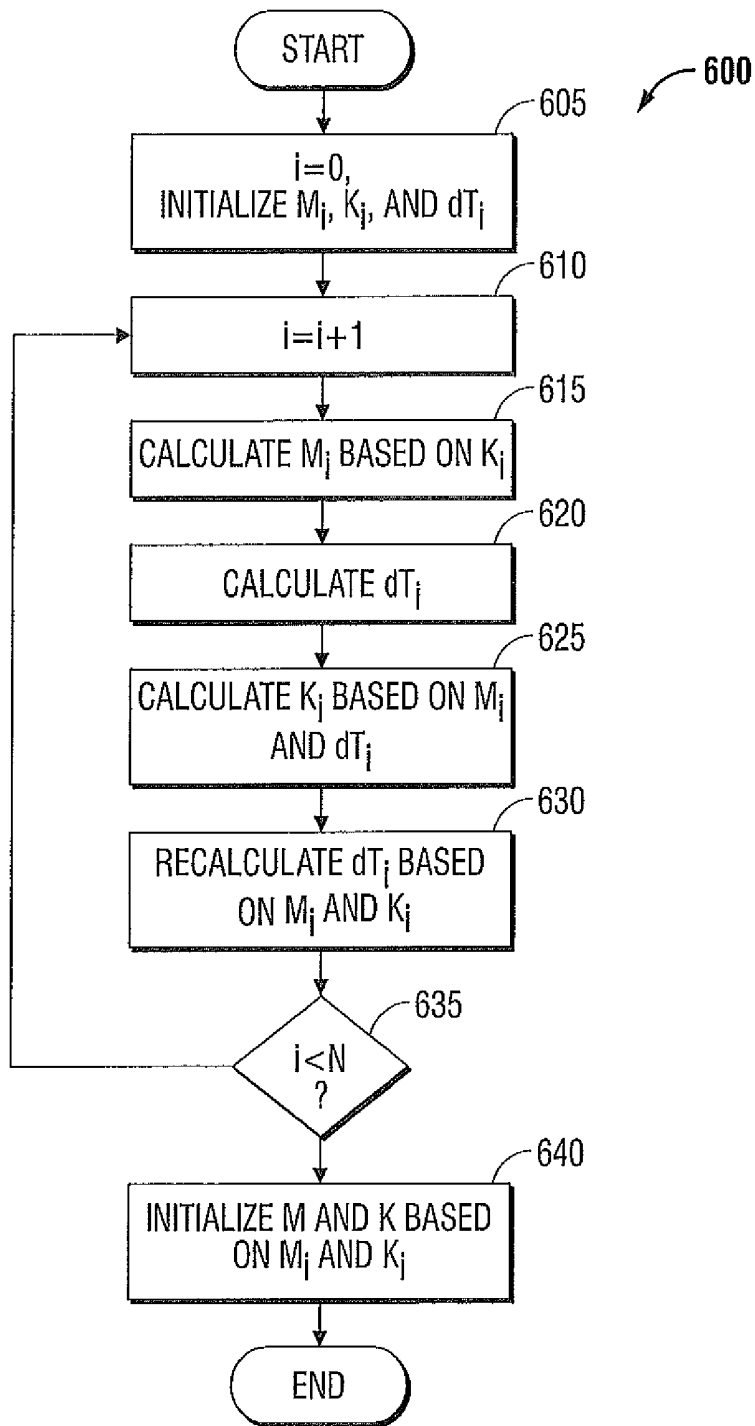 START
600
605
i=0,
INITIALIZE Mi, Ki, AND dTi
610
i=i+1
615
CALCULATE Mi BASED ON Ki
620
CALCULATE dTi
625
CALCULATE Ki BASED ON Mi
AND dTi
630
RECALCULATE dTi BASED
ON Mi AND Ki
635
i<N
?
640
INITIALIZE M AND K BASED
ON Mi AND Ki
END